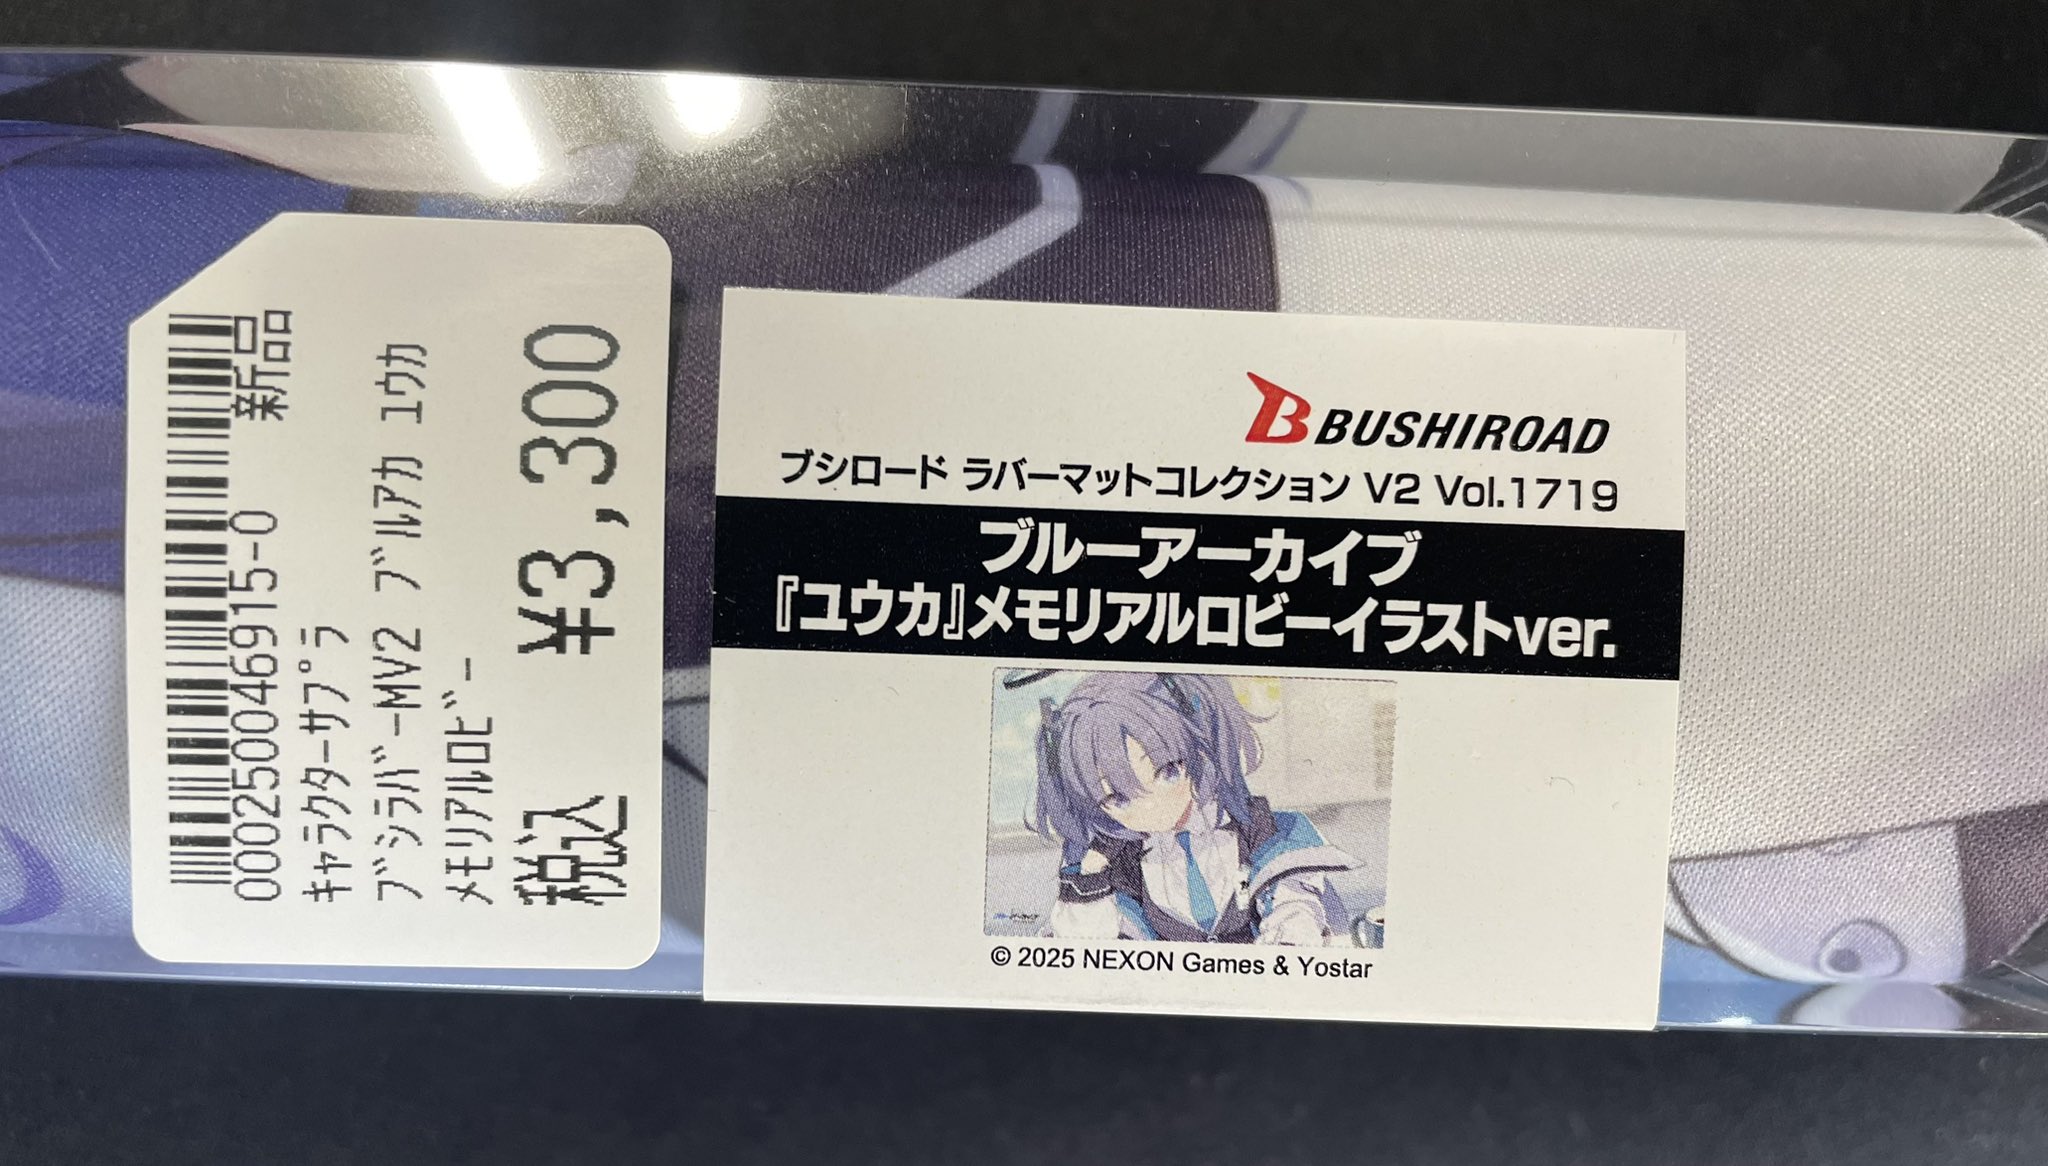 新品
000250046915-0
キャラクターサプラ
ブシラバーMV2 ブルアカ ユウカ
メモリアルロビー
税込 ¥3,300
BUSHIROAD
ブシロード ラバーマットコレクション V2 Vol.1719
ブルーアーカイブ
『ユウカ』メモリアルロビーイラストver.
© 2025 NEXON Games & Yostar